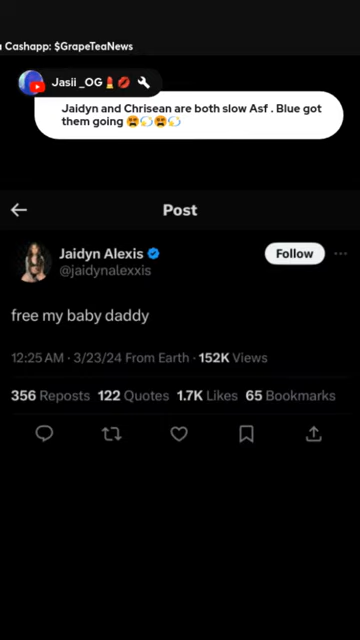 a Cashapp: $GrapeTeaNews
Jasii _OG💄💋 🔧
Jaidyn and Chrisean are both slow Asf . Blue got
them going 😫💫😫💫
Post
Jaidyn Alexis
Follow
@jaidynalexxis
free my baby daddy
12:25 AM · 3/23/24 From Earth · 152K Views
356 Reposts 122 Quotes 1.7K Likes 65 Bookmarks